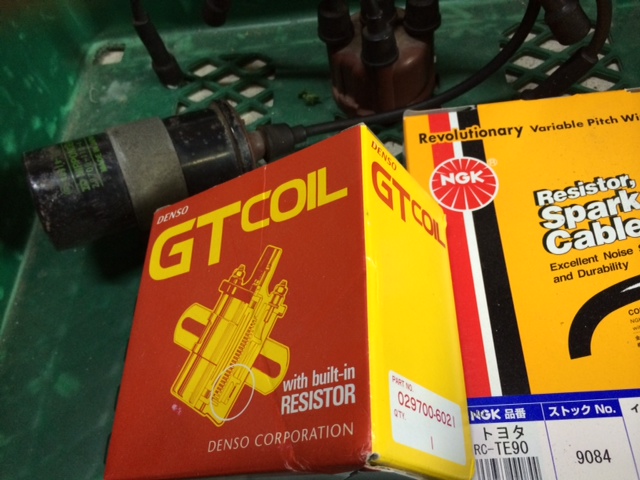 DENSO
GTCOIL
with built-in
RESISTOR
DENSO CORPORATION
DENSO
GTCOIL
PART NO.
029700-6021
QTY.
1
Revolutionary Variable Pitch
NGK
Resistor,
Spark
Cable
Excellent Noise
and Durability
NGK 品番
ストック No.
トヨタ
RC-TE90
9084